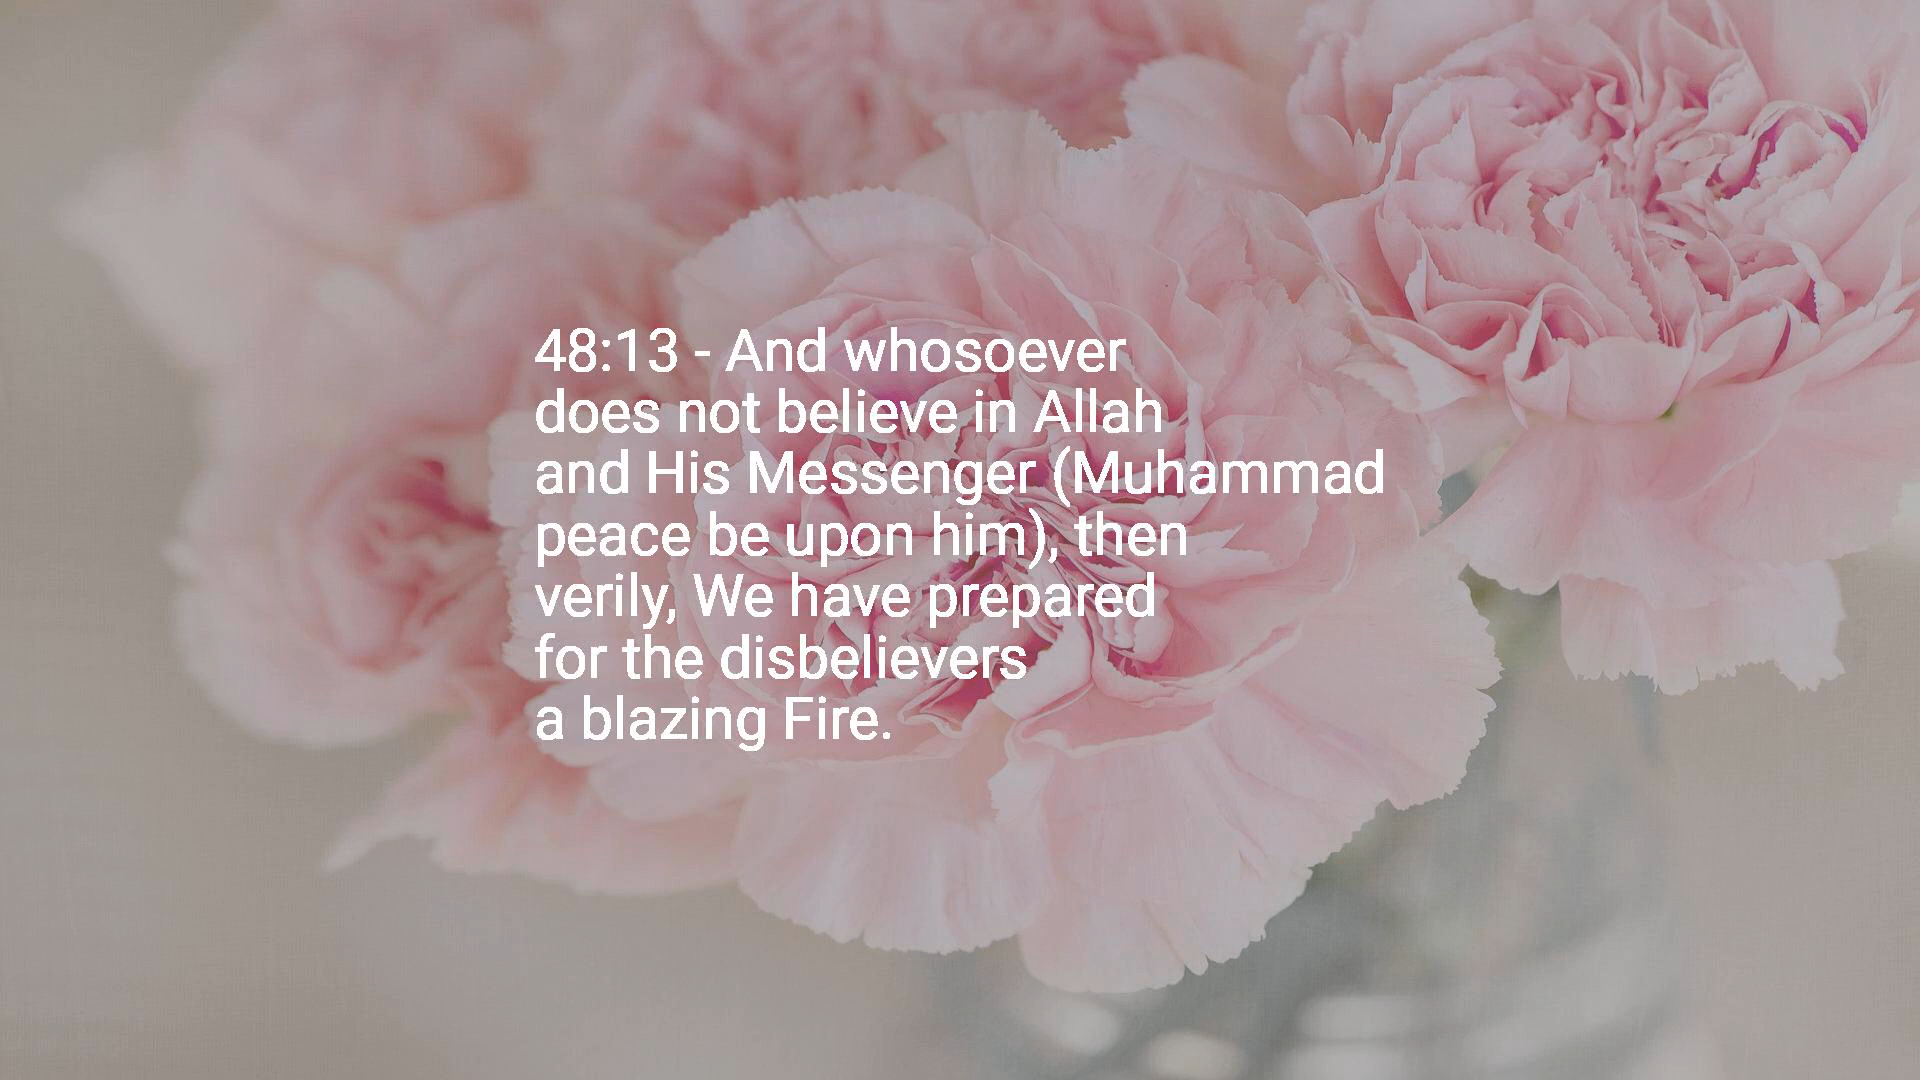 48:13 - And whosoever
does not believe in Allah
and His Messenger (Muhammad
peace be upon him), then
verily, We have prepared
for the disbelievers
a blazing Fire.